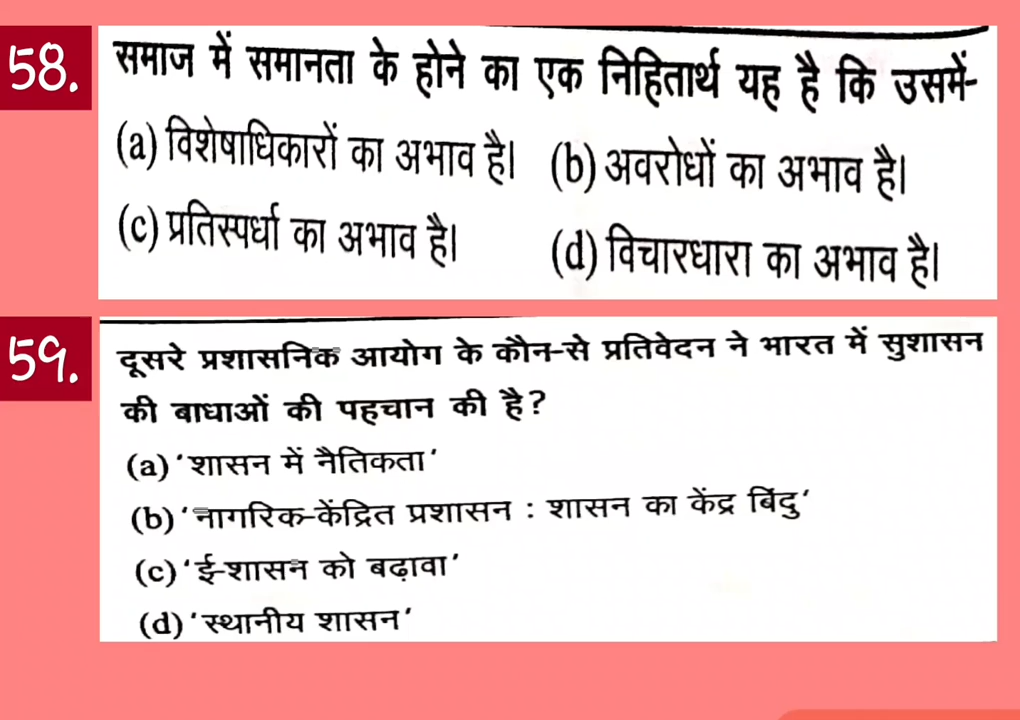 58.
समाज में समानता के होने का एक निहितार्थ यह है कि उसमें-
(a) विशेषाधिकारों का अभाव है। (b) अवरोधों का अभाव है।
(c) प्रतिस्पर्धा का अभाव है। (d) विचारधारा का अभाव है।
59.
दूसरे प्रशासनिक आयोग के कौन-से प्रतिवेदन ने भारत में सुशासन
की बाधाओं की पहचान की है?
(a) 'शासन में नैतिकता'
(b) 'नागरिक-केंद्रित प्रशासन : शासन का केंद्र बिंदु'
(c) 'ई-शासन को बढ़ावा'
(d) 'स्थानीय शासन'